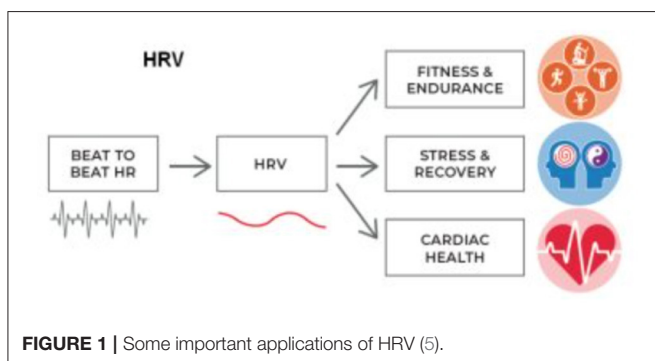 HRV
FITNESS &
ENDURANCE
BEAT TO
BEAT HR
HRV
STRESS &
RECOVERY
CARDIAC
HEALTH
FIGURE 1 | Some important applications of HRV (5).